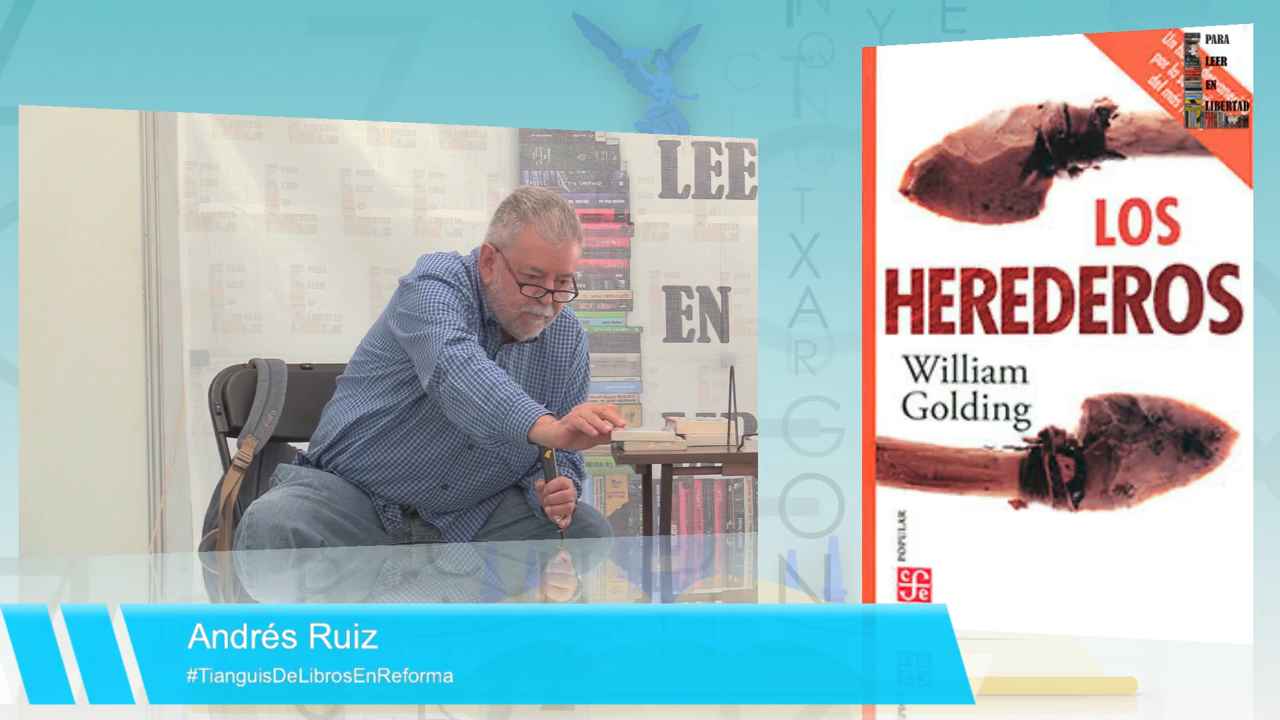 PARA
LEER
EN
LIBERTAD
LEE
EN
LOS
HEREDEROS
William
Golding
POPULAR
Andrés Ruiz
#TianguisDeLibrosEnReforma